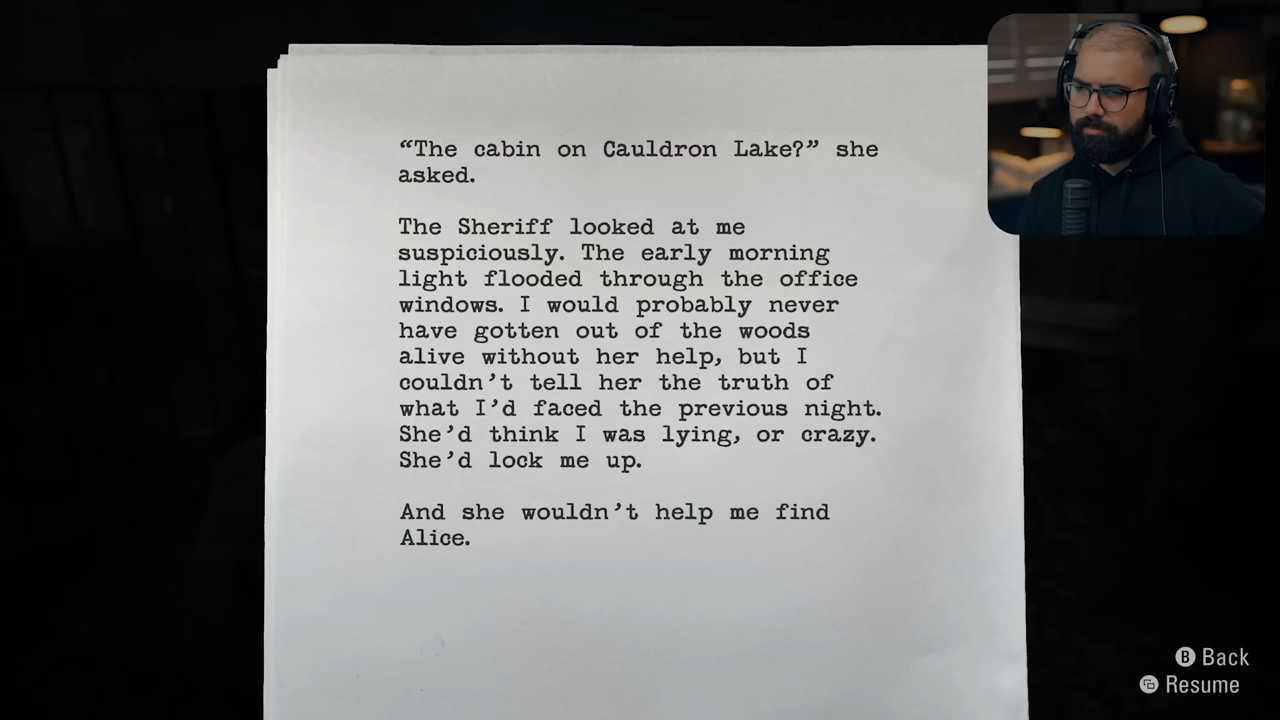 “The cabin on Cauldron Lake?” she
asked.
The Sheriff looked at me
suspiciously. The early morning
light flooded through the office
windows. I would probably never
have gotten out of the woods
alive without her help, but I
couldn’t tell her the truth of
what I’d faced the previous night.
She’d think I was lying, or crazy.
She’d lock me up.
And she wouldn’t help me find
Alice.
B Back
Resume